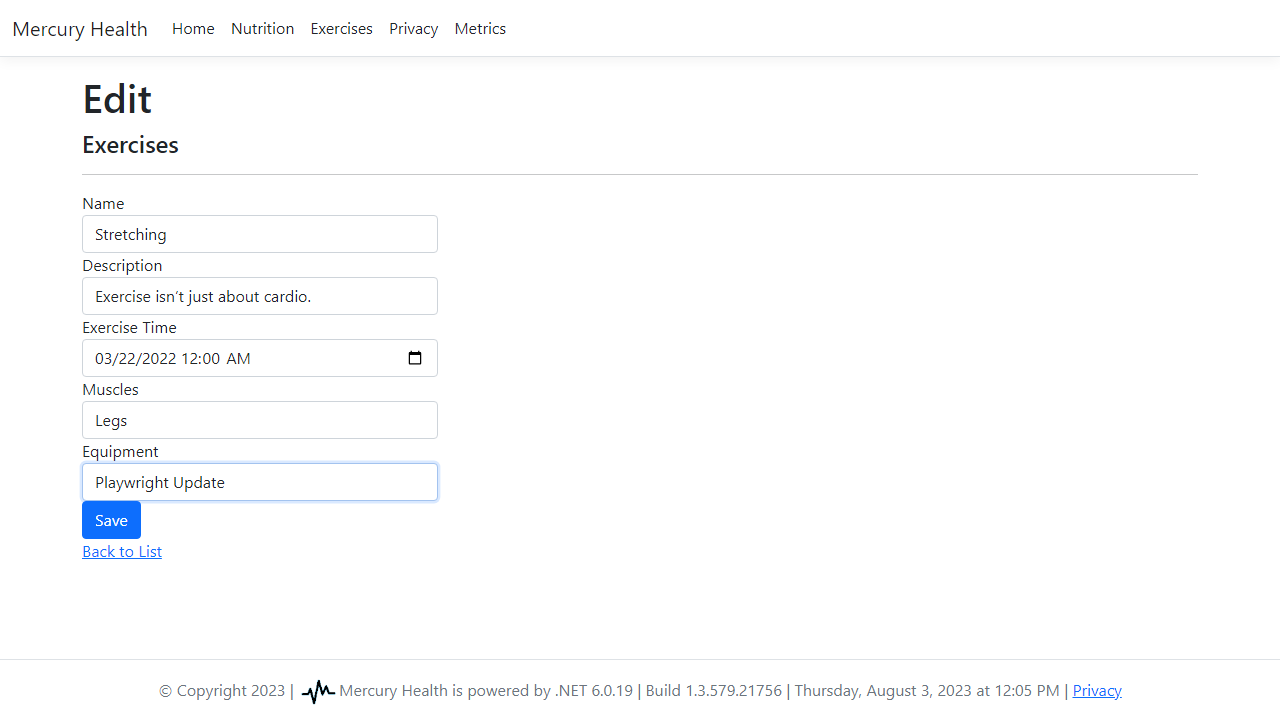 Mercury Health Home Nutrition Exercises Privacy Metrics
Edit
Exercises
Name
Stretching
Description
Exercise isn't just about cardio.
Exercise Time
03/22/2022 12:00 AM
Muscles
Legs
Equipment
Playwright Update
Save
Back to List
© Copyright 2023 | Mercury Health is powered by .NET 6.0.19 | Build 1.3.579.21756 | Thursday, August 3, 2023 at 12:05 PM | Privacy